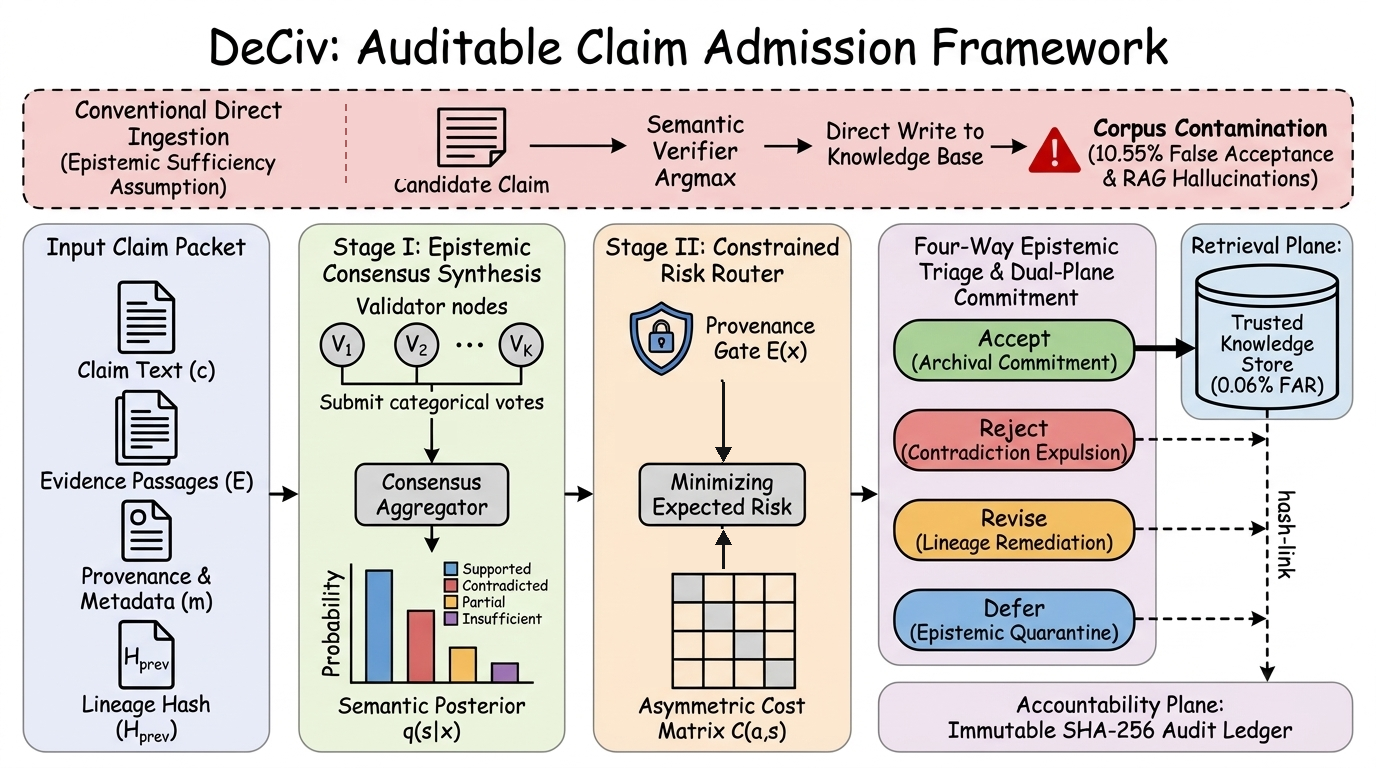 DeCiv: Auditable Claim Admission Framework
Conventional Direct
Ingestion
(Epistemic Sufficiency
Assumption)
Candidate Claim
Semantic
Verifier
Argmax
Direct Write to
Knowledge Base
Corpus Contamination
(10.55% False Acceptance
& RAG Hallucinations)
Input Claim Packet
Claim Text (c)
Evidence Passages (E)
Provenance &
Metadata (m)
Hprev
Lineage Hash
(Hprev)
Stage I: Epistemic
Consensus Synthesis
Validator nodes
V1 V2 ... VK
Submit categorical votes
Consensus
Aggregator
Probability
Supported
Contradicted
Partial
Insufficient
Semantic Posterior
q(s|x)
Stage II: Constrained
Risk Router
Provenance
Gate E(x)
Minimizing
Expected Risk
Asymmetric Cost
Matrix C(a,s)
Four-Way Epistemic
Triage & Dual-Plane
Commitment
Accept
(Archival Commitment)
Reject
(Contradiction Expulsion)
Revise
(Lineage Remediation)
Defer
(Epistemic Quarantine)
Retrieval Plane:
Trusted
Knowledge
Store
(0.06% FAR)
hash-link
Accountability Plane:
Immutable SHA-256 Audit Ledger